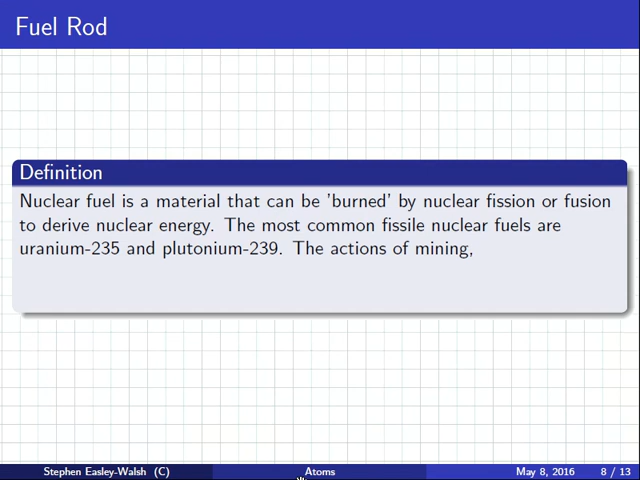 Fuel Rod
Definition
Nuclear fuel is a material that can be 'burned' by nuclear fission or fusion
to derive nuclear energy. The most common fissile nuclear fuels are
uranium-235 and plutonium-239. The actions of mining,
Stephen Easley-Walsh (C) Atoms May 8, 2016 8 / 13